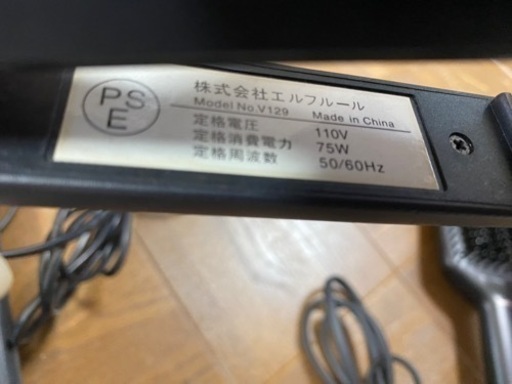 PS
E
株式会社エルフルール
Model No.V129 Made in China
定格電圧 110V
定格消費電力 75W
定格周波数 50/60Hz